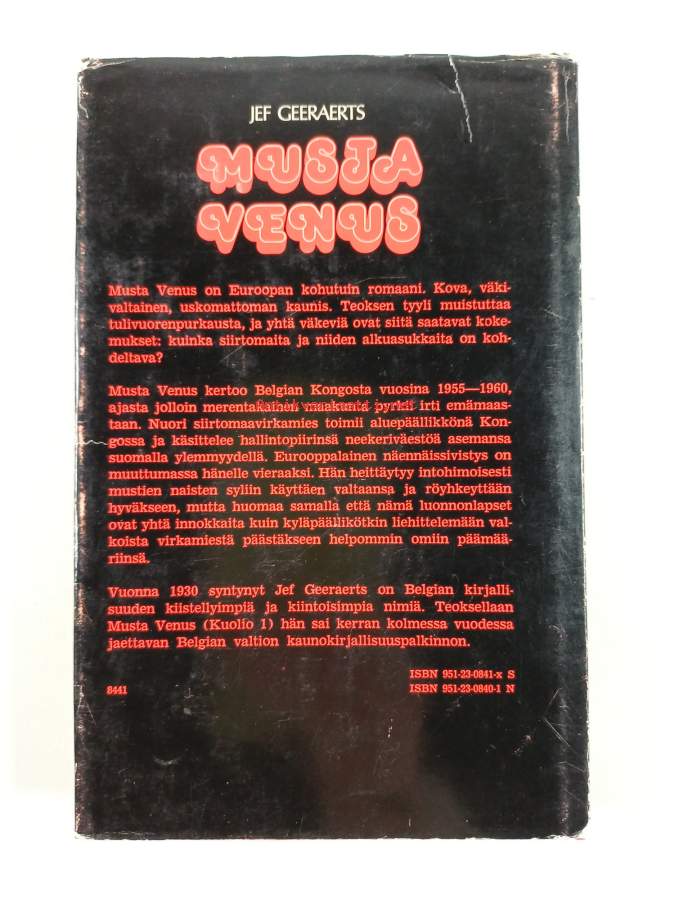 JEF GEERAERTS
MUSTA
VENUS
Musta Venus on Euroopan kohutuin romaani. Kova, väki-
valtainen, uskomattoman kaunis. Teoksen tyyli muistuttaa
tulivuorenpurkausta, ja yhtä väkeviä ovat siitä saatavat koke-
mukset: kuinka siirtomaita ja niiden alkuasukkaita on koh-
deltava?
Musta Venus kertoo Belgian Kongosta vuosina 1955—1960,
ajasta jolloin merentakainen maakunta pyrki irti emämaas-
taan. Nuori siirtomaavirkamies toimii aluepäällikkönä Kon-
gossa ja käsittelee hallintopiirinsä neekeriväestöä asemansa
suomalla ylemmyydellä. Eurooppalainen näennäissivistys on
muuttumassa hänelle vieraaksi. Hän heittäytyy intohimoisesti
mustien naisten syliin käyttäen valtaansa ja röyhkeyttään
hyväkseen, mutta huomaa samalla että nämä luonnonlapset
ovat yhtä innokkaita kuin kyläpäällikötkin liehittelemään val-
koista virkamiestä päästäkseen helpommin omiin päämää-
riinsä.
Vuonna 1930 syntynyt Jef Geeraerts on Belgian kirjalli-
suuden kiistellyimpiä ja kiintoisimpia nimiä. Teoksellaan
Musta Venus (Kuolio 1) hän sai kerran kolmessa vuodessa
jaettavan Belgian valtion kaunokirjallisuuspalkinnon.
ISBN 951-23-0841-x S
8441 ISBN 951-23-0840-1 N